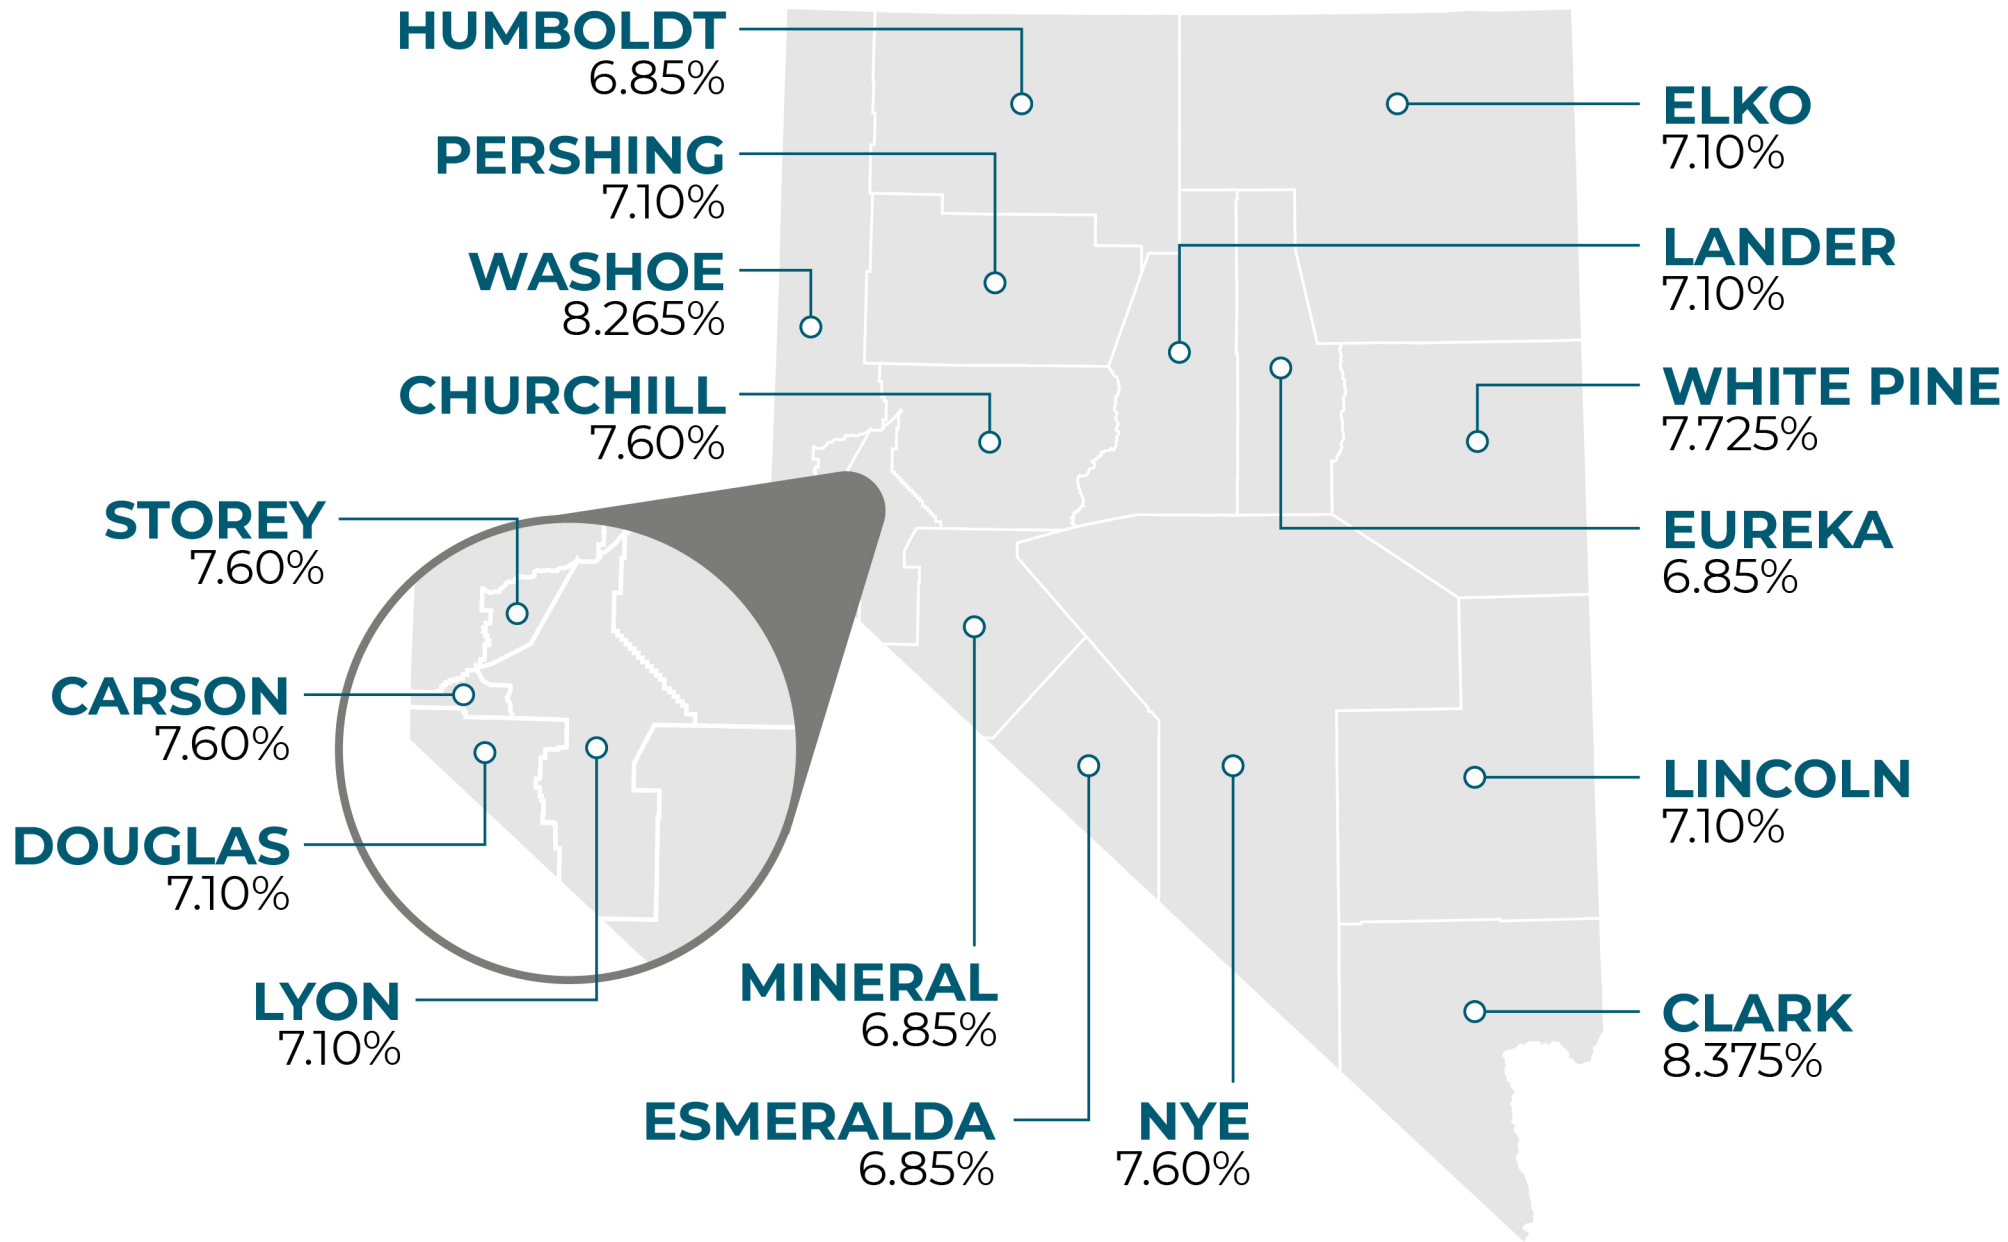 HUMBOLDT
6.85%
PERSHING
7.10%
WASHOE
8.265%
CHURCHILL
7.60%
STOREY
7.60%
CARSON
7.60%
DOUGLAS
7.10%
LYON
7.10%
MINERAL
6.85%
ESMERALDA
6.85%
NYE
7.60%
ELKO
7.10%
LANDER
7.10%
WHITE PINE
7.725%
EUREKA
6.85%
LINCOLN
7.10%
CLARK
8.375%